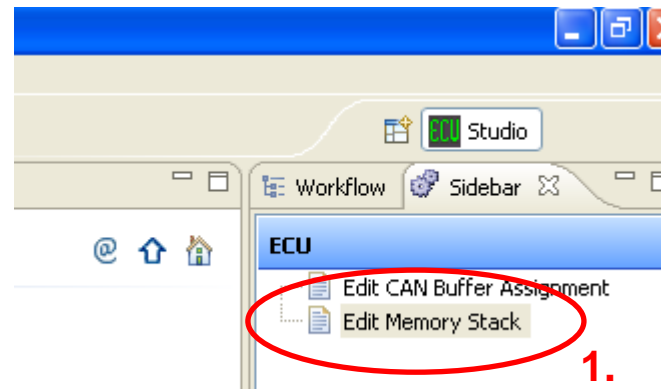 ECU Studio
Workflow Sidebar
@
ECU
Edit CAN Buffer Assignment
Edit Memory Stack
1.